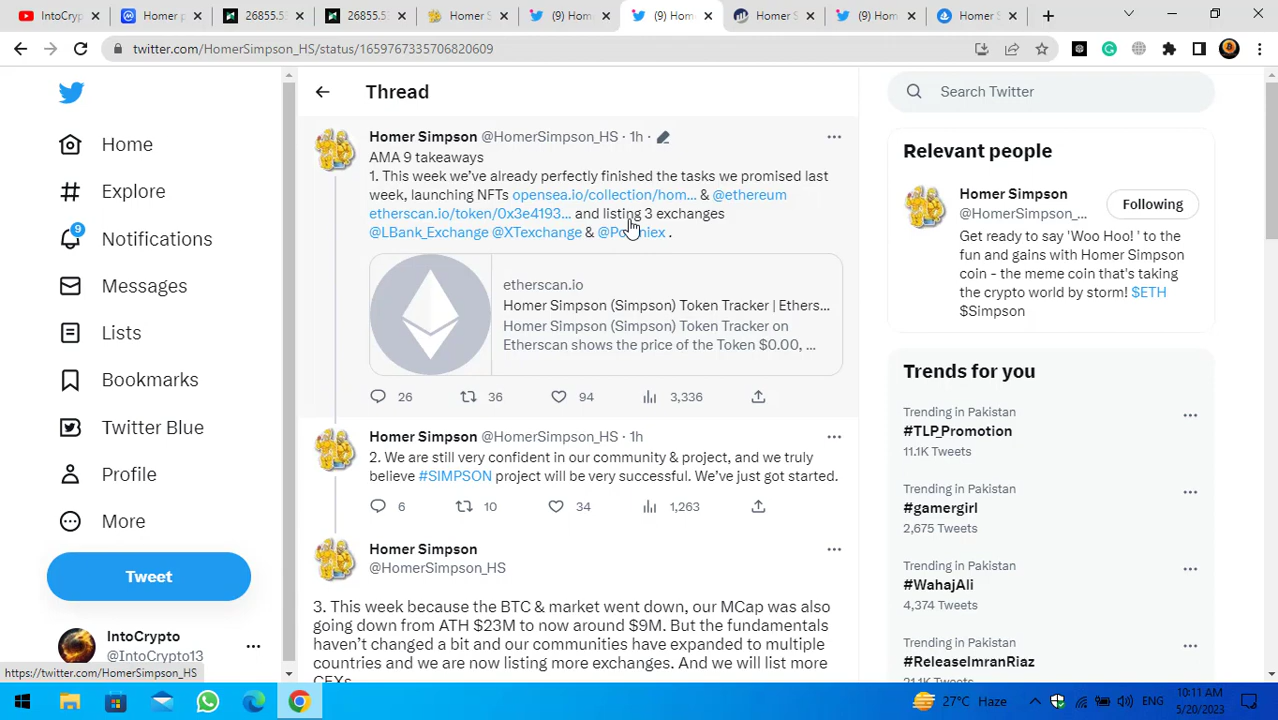 IntoCryp
Homer p
26855.5
26855.5
Homer S
(9) Hom
(9) Hom
Homer S
(9) Hom
Homer S
twitter.com/HomerSimpson_HS/status/1659767335706820609
Home
Explore
9
Notifications
Messages
Lists
Bookmarks
Twitter Blue
Profile
More
Tweet
IntoCrypto
@IntoCrypto13
Thread
Homer Simpson @HomerSimpson_HS · 1h ·
AMA 9 takeaways
1. This week we've already perfectly finished the tasks we promised last
week, launching NFTs opensea.io/collection/hom... & @ethereum
etherscan.io/token/0x3e4193... and listing 3 exchanges
@LBank_Exchange @XTexchange & .
etherscan.io
Homer Simpson (Simpson) Token Tracker | Ethers...
Homer Simpson (Simpson) Token Tracker on
Etherscan shows the price of the Token $0.00, ...
26 36 94 3,336
Homer Simpson @HomerSimpson_HS · 1h
2. We are still very confident in our community & project, and we truly
believe #SIMPSON project will be very successful. We've just got started.
6 10 34 1,263
Homer Simpson
@HomerSimpson_HS
3. This week because the BTC & market went down, our MCap was also
going down from ATH $23M to now around $9M. But the fundamentals
haven't changed a bit and our communities have expanded to multiple
countries and we are now listing more exchanges. And we will list more
CEXs
Search Twitter
Relevant people
Homer Simpson
@HomerSimpson_...
Following
Get ready to say 'Woo Hoo! ' to the
fun and gains with Homer Simpson
coin - the meme coin that's taking
the crypto world by storm! $ETH
$Simpson
Trends for you
Trending in Pakistan
#TLP_Promotion
11.1K Tweets
Trending in Pakistan
#gamergirl
2,675 Tweets
Trending in Pakistan
#WahajAli
4,374 Tweets
Trending in Pakistan
#ReleaseImranRiaz
21.1K Tweets
https://twitter.com/HomerSimpson_HS
27°C Haze
ENG
10:11 AM
5/20/2023